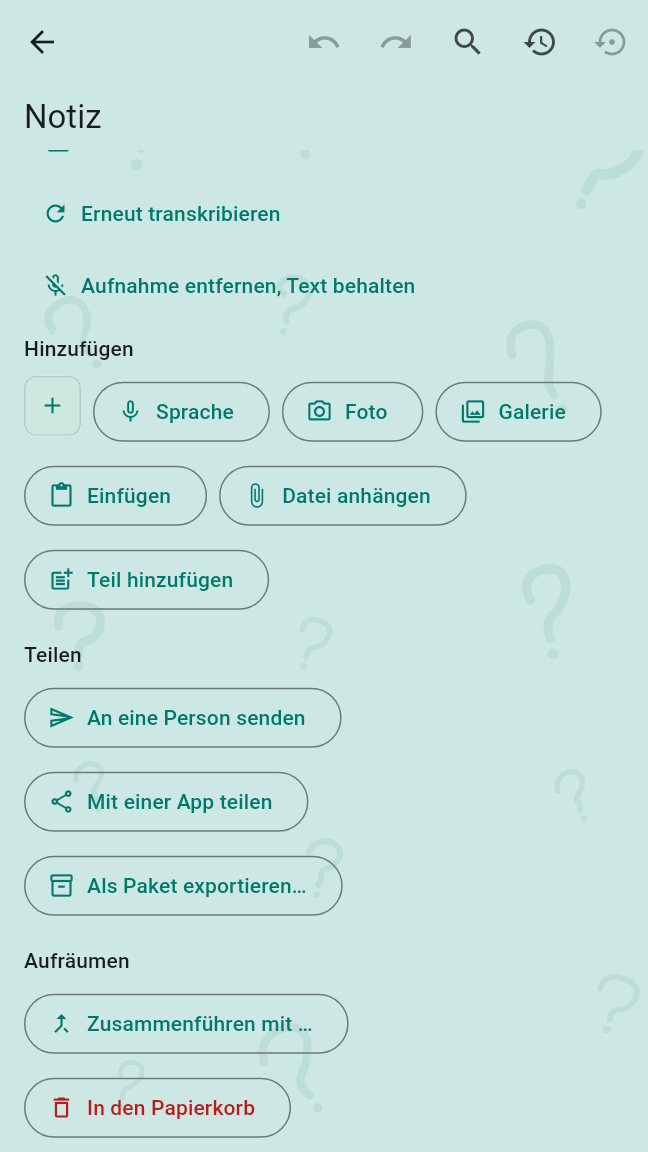 Notiz
Erneut transkribieren
Aufnahme entfernen, Text behalten
Hinzufügen
Sprache Foto Galerie
Einfügen Datei anhängen
Teil hinzufügen
Teilen
An eine Person senden
Mit einer App teilen
Als Paket exportieren…
Aufräumen
Zusammenführen mit …
In den Papierkorb